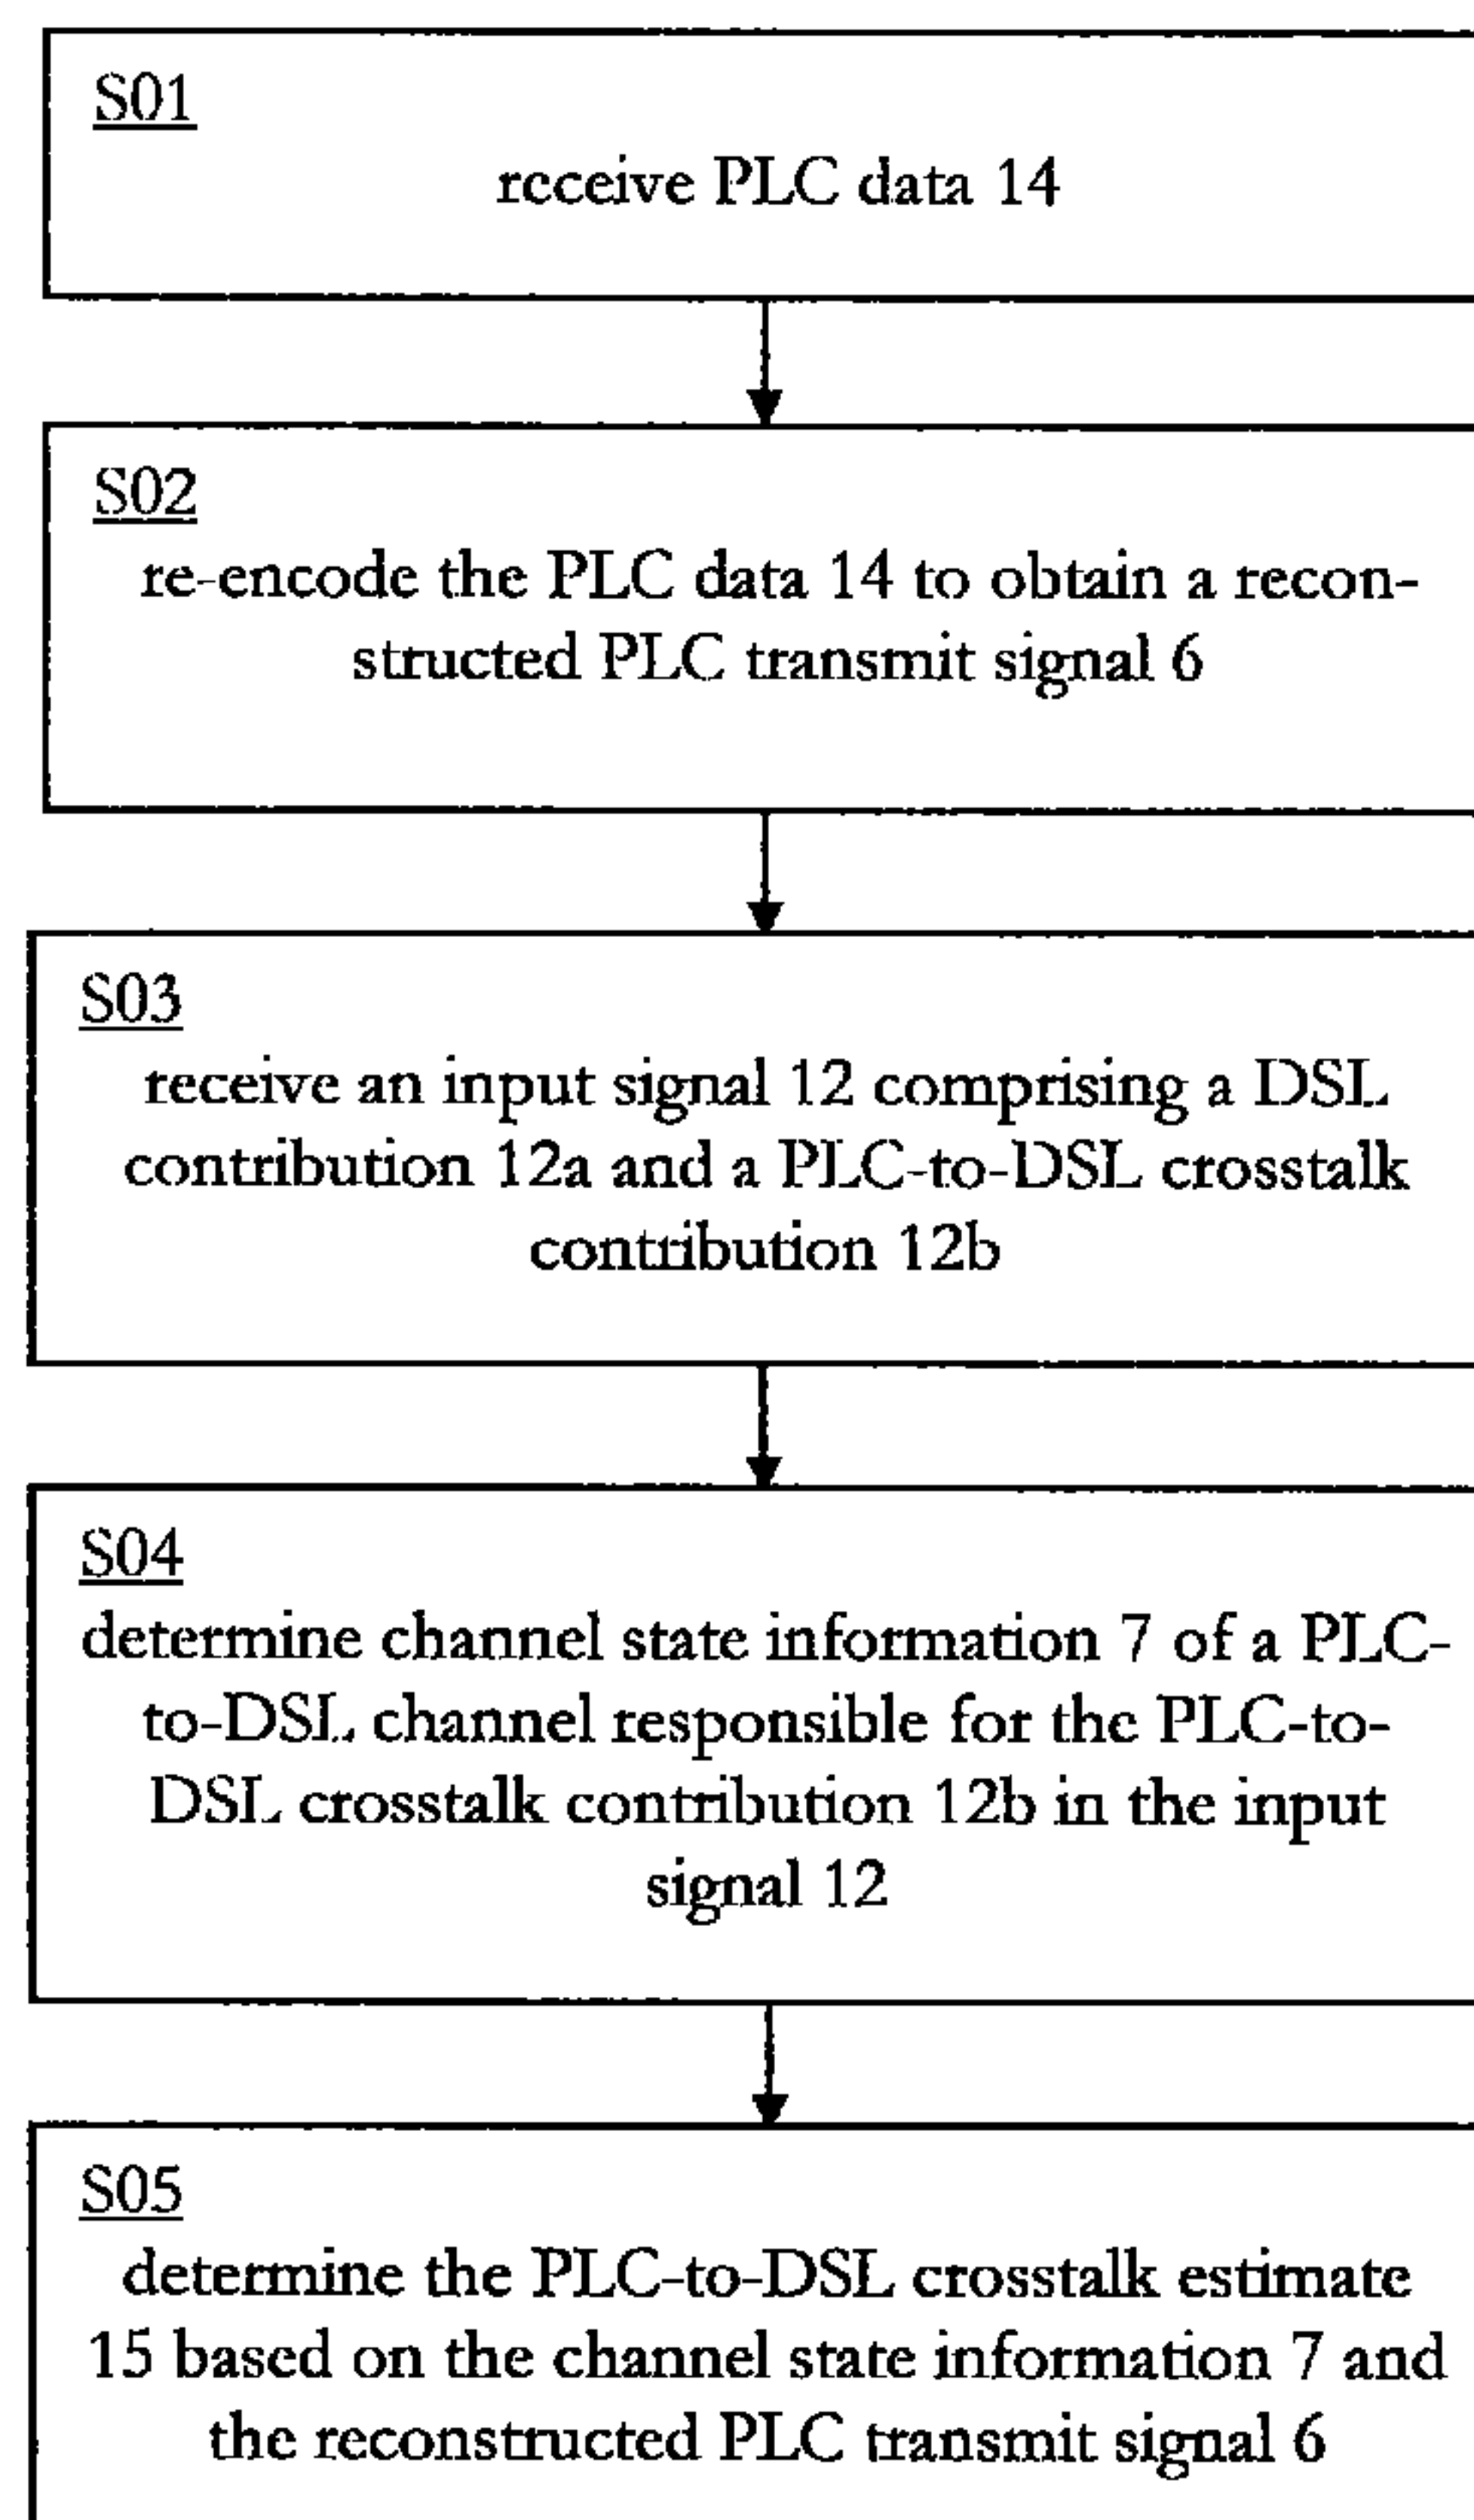 S01
receive PLC data 14
S02
re-encode the PLC data 14 to obtain a recon-
structed PLC transmit signal 6
S03
receive an input signal 12 comprising a DSL
contribution 12a and a PLC-to-DSL crosstalk
contribution 12b
S04
determine channel state information 7 of a PLC-
to-DSL channel responsible for the PLC-to-
DSL crosstalk contribution 12b in the input
signal 12
S05
determine the PLC-to-DSL crosstalk estimate
15 based on the channel state information 7 and
the reconstructed PLC transmit signal 6